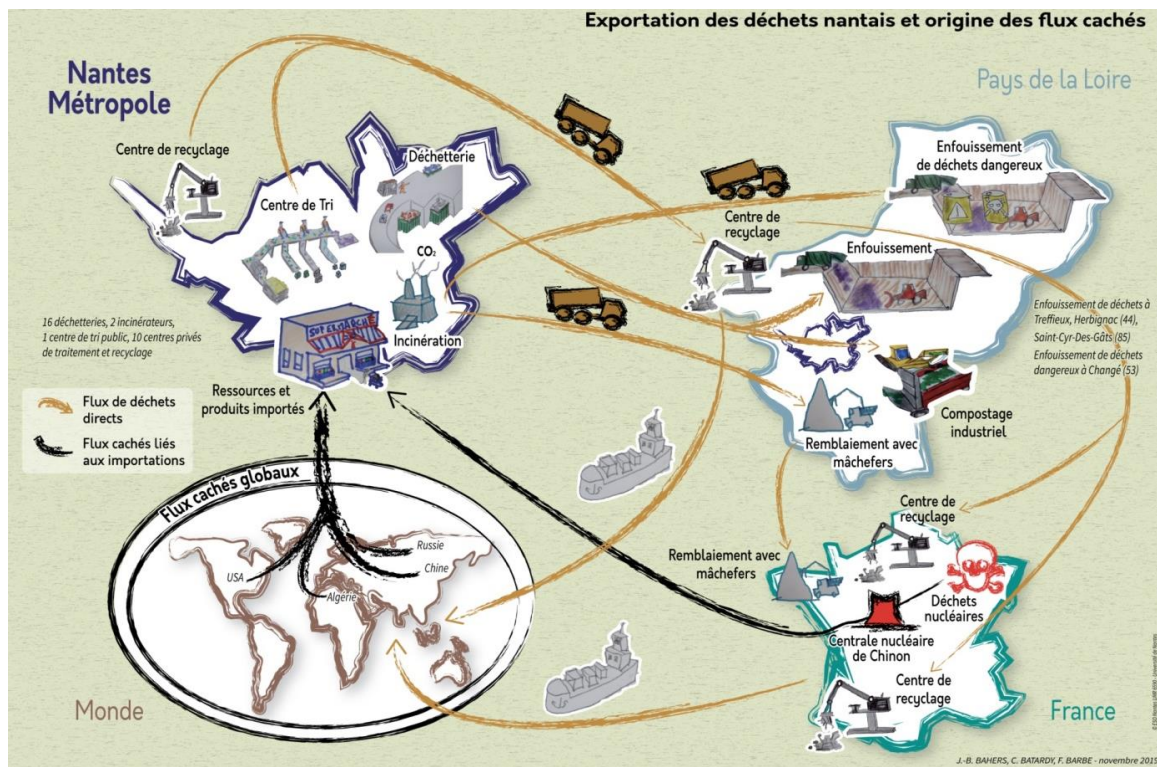 Exportation des déchets nantais et origine des flux cachés
Nantes
Métropole
Pays de la Loire
Centre de recyclage
Centre de Tri
Déchetterie
CO₂
Incinération
SUPERMARCHÉ
16 déchetteries, 2 incinérateurs,
1 centre de tri public, 10 centres privés
de traitement et recyclage
Ressources et
produits importés
Flux de déchets
directs
Flux cachés liés
aux importations
Enfouissement
de déchets dangereux
Centre de
recyclage
Enfouissement
Enfouissement de déchets à
Treffieux, Herbignac (44),
Saint-Cyr-Des-Gâts (85)
Enfouissement de déchets
dangereux à Changé (53)
Compostage
industriel
Remblaiement avec
mâchefers
Flux cachés globaux
USA
Algérie
Russie
Chine
Monde
Remblaiement avec
mâchefers
Centre de
recyclage
Déchets
nucléaires
Centrale nucléaire
de Chinon
Centre de
recyclage
France
J.-B. BAHERS, C. BATARDY, F. BARBE - novembre 2019